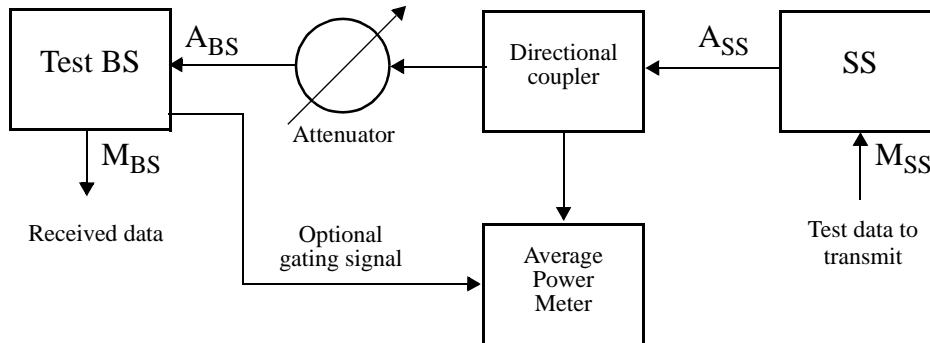 Test BS
A_BS
Attenuator
Directional
coupler
A_SS
SS
M_BS
M_SS
Received data
Optional
gating signal
Average
Power
Meter
Test data to
transmit